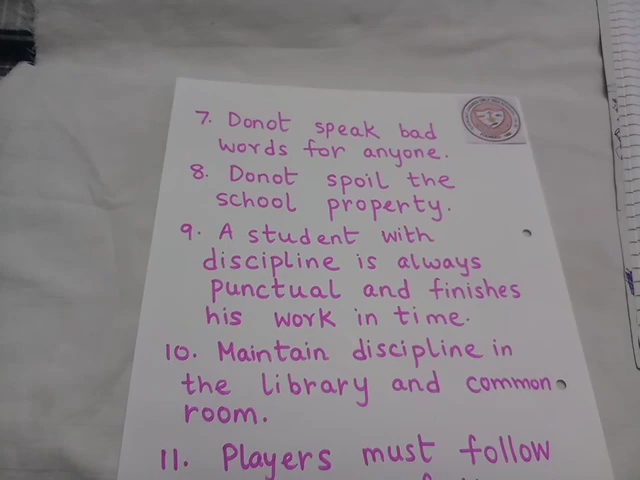 7. Donot speak bad
words for anyone.
8. Donot spoil the
school property.
9. A student with
discipline is always
punctual and finishes
his work in time.
10. Maintain discipline in
the library and common
room.
11. Players must follow